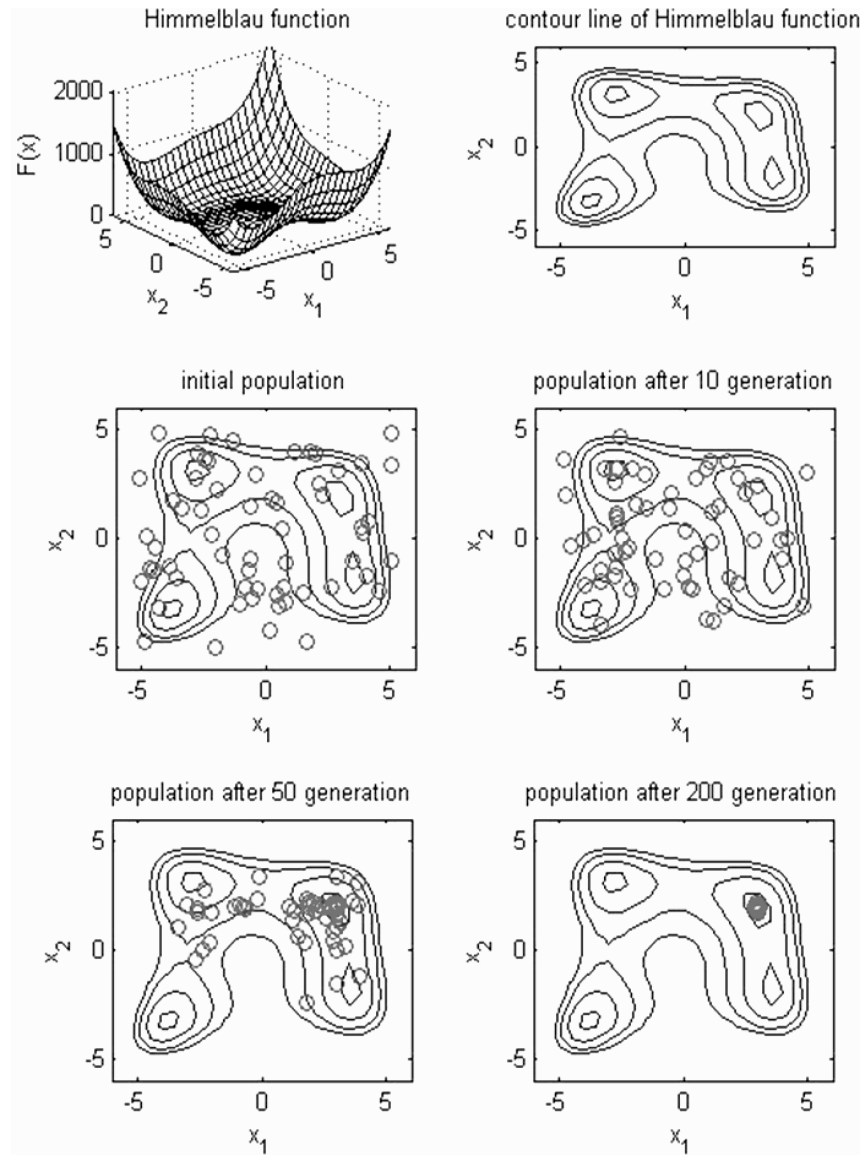 Himmelblau function
2000
1000
0
F(x)
5
0
-5
x2
-5
0
5
x1
contour line of Himmelblau function
5
0
-5
x2
-5
0
5
x1
initial population
5
0
-5
x2
-5
0
5
x1
population after 10 generation
5
0
-5
x2
-5
0
5
x1
population after 50 generation
5
0
-5
x2
-5
0
5
x1
population after 200 generation
5
0
-5
x2
-5
0
5
x1